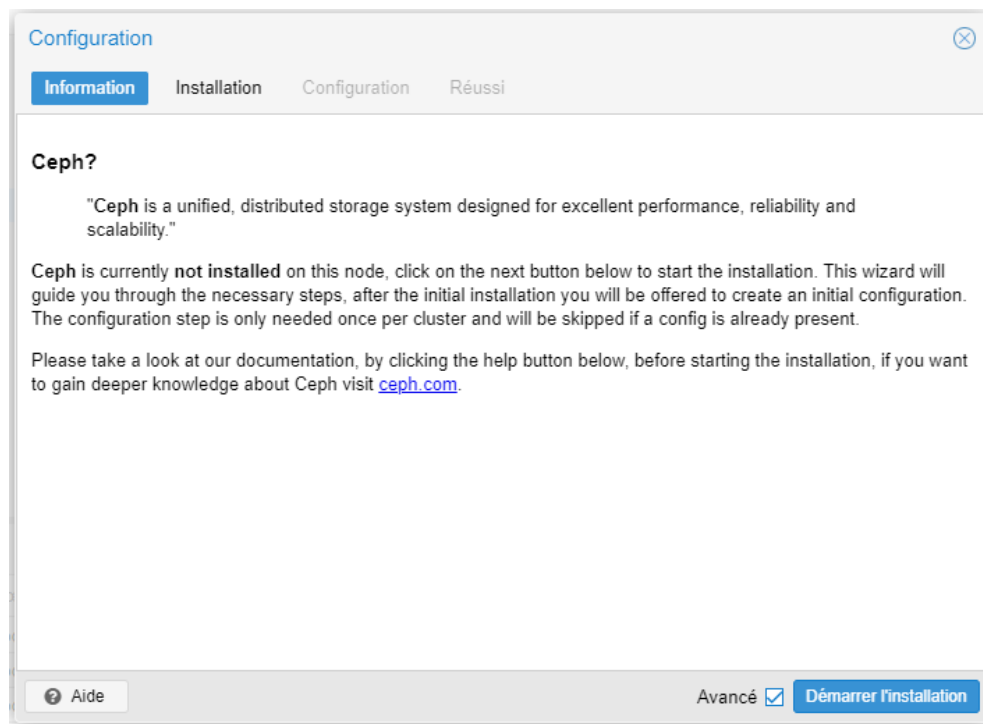 Configuration
Information Installation Configuration Réussi
Ceph?
"Ceph is a unified, distributed storage system designed for excellent performance, reliability and
scalability."
Ceph is currently not installed on this node, click on the next button below to start the installation. This wizard will
guide you through the necessary steps, after the initial installation you will be offered to create an initial configuration.
The configuration step is only needed once per cluster and will be skipped if a config is already present.
Please take a look at our documentation, by clicking the help button below, before starting the installation, if you want
to gain deeper knowledge about Ceph visit ceph.com.
Aide Avancé Démarrer l'installation